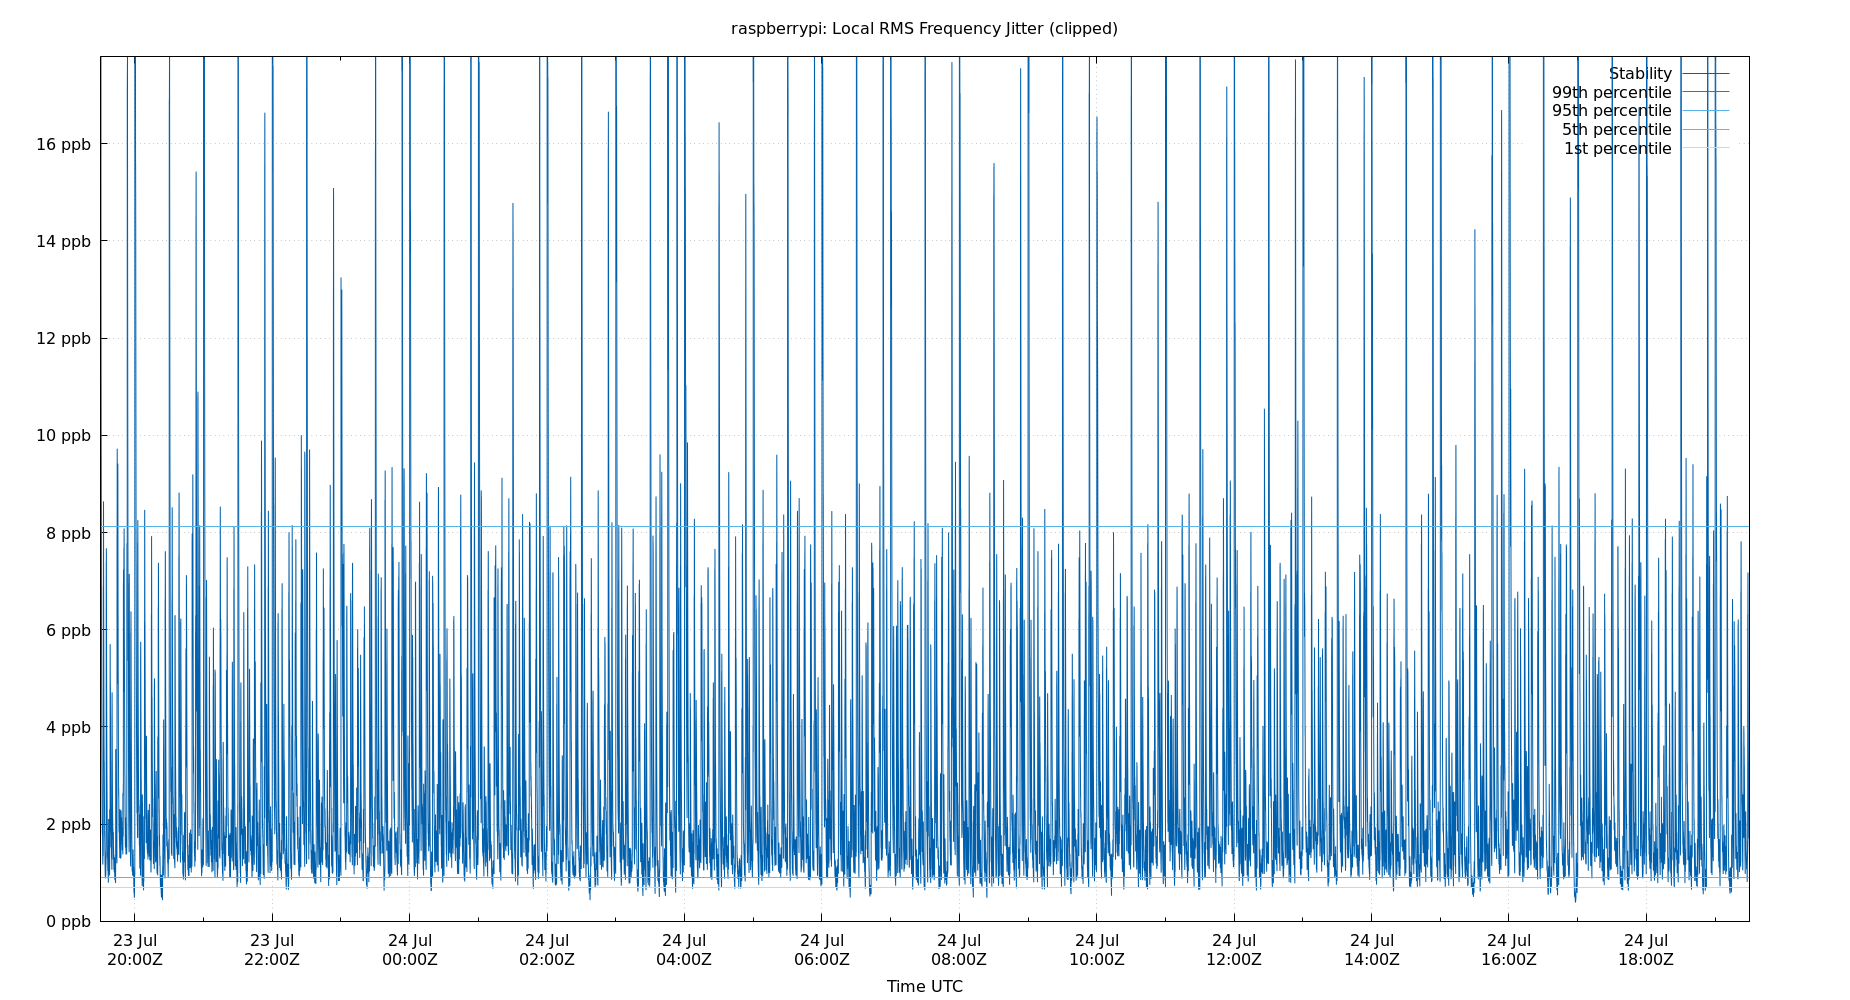 raspberrypi: Local RMS Frequency Jitter (clipped)
Stability
99th percentile
95th percentile
5th percentile
1st percentile
16 ppb
14 ppb
12 ppb
10 ppb
8 ppb
6 ppb
4 ppb
2 ppb
0 ppb
23 Jul 23 Jul 24 Jul 24 Jul 24 Jul 24 Jul 24 Jul 24 Jul 24 Jul 24 Jul 24 Jul 24 Jul
20:00Z 22:00Z 00:00Z 02:00Z 04:00Z 06:00Z 08:00Z 10:00Z 12:00Z 14:00Z 16:00Z 18:00Z
Time UTC